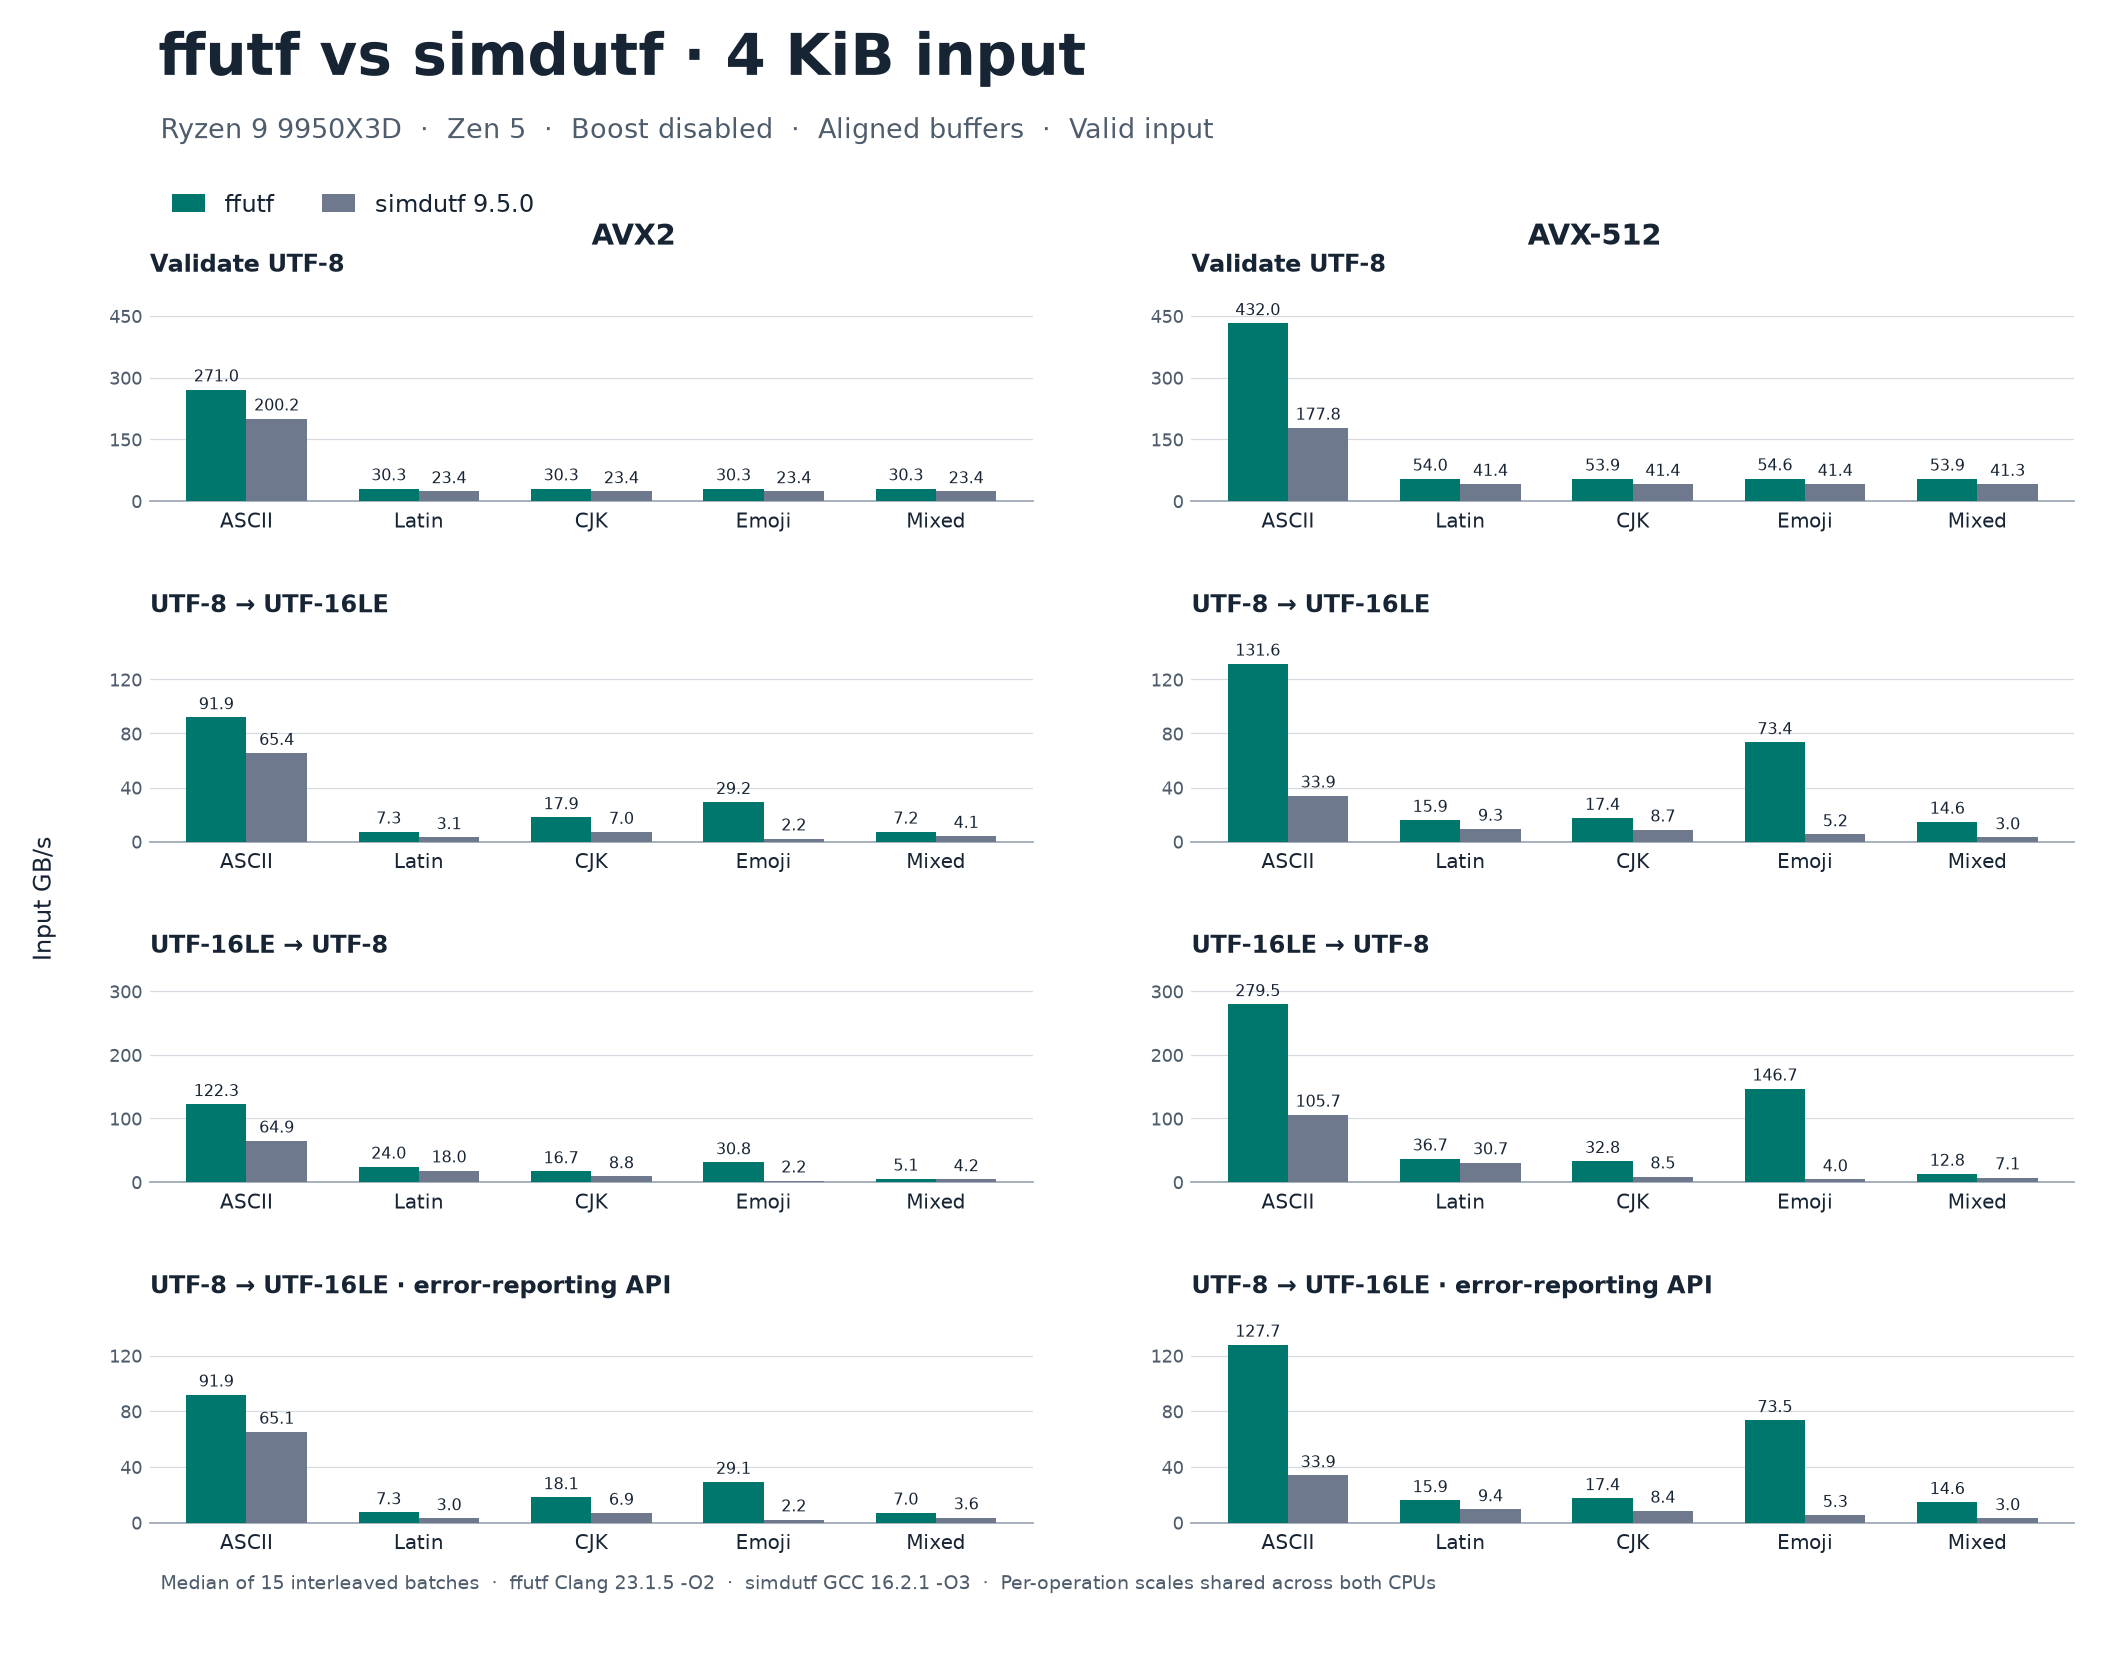 ffutf vs simdutf · 4 KiB input
Ryzen 9 9950X3D · Zen 5 · Boost disabled · Aligned buffers · Valid input
ffutf simdutf 9.5.0
AVX2 AVX-512
Validate UTF-8
450
300
150
0
271.0 200.2 30.3 23.4 30.3 23.4 30.3 23.4 30.3 23.4
ASCII Latin CJK Emoji Mixed
Validate UTF-8
450
300
150
0
432.0 177.8 54.0 41.4 53.9 41.4 54.6 41.4 53.9 41.3
ASCII Latin CJK Emoji Mixed
UTF-8 → UTF-16LE
120
80
40
0
91.9 65.4 7.3 3.1 17.9 7.0 29.2 2.2 7.2 4.1
ASCII Latin CJK Emoji Mixed
UTF-8 → UTF-16LE
120
80
40
0
131.6 33.9 15.9 9.3 17.4 8.7 73.4 5.2 14.6 3.0
ASCII Latin CJK Emoji Mixed
Input GB/s
UTF-16LE → UTF-8
300
200
100
0
122.3 64.9 24.0 18.0 16.7 8.8 30.8 2.2 5.1 4.2
ASCII Latin CJK Emoji Mixed
UTF-16LE → UTF-8
300
200
100
0
279.5 105.7 36.7 30.7 32.8 8.5 146.7 4.0 12.8 7.1
ASCII Latin CJK Emoji Mixed
UTF-8 → UTF-16LE · error-reporting API
120
80
40
0
91.9 65.1 7.3 3.0 18.1 6.9 29.1 2.2 7.0 3.6
ASCII Latin CJK Emoji Mixed
UTF-8 → UTF-16LE · error-reporting API
120
80
40
0
127.7 33.9 15.9 9.4 17.4 8.4 73.5 5.3 14.6 3.0
ASCII Latin CJK Emoji Mixed
Median of 15 interleaved batches · ffutf Clang 23.1.5 -O2 · simdutf GCC 16.2.1 -O3 · Per-operation scales shared across both CPUs